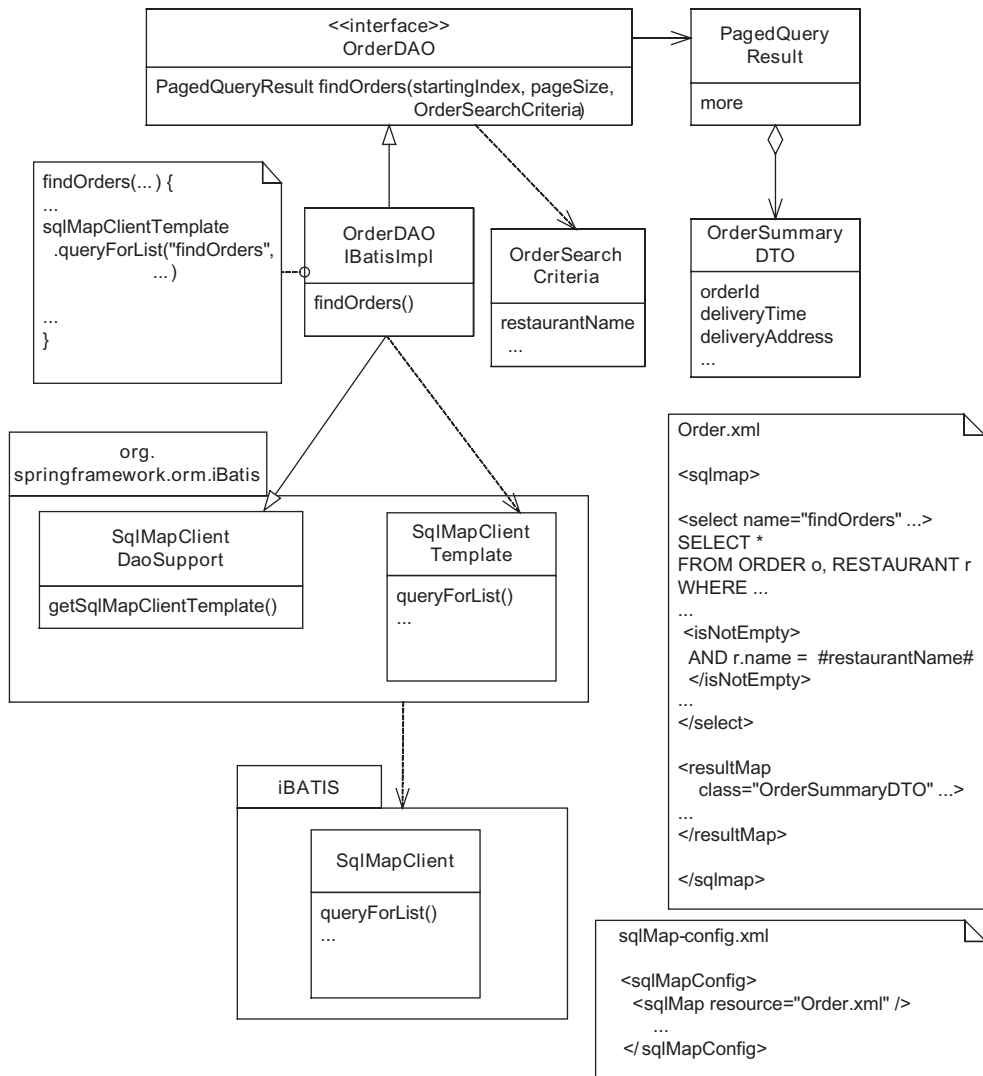 <<interface>>
OrderDAO
PagedQueryResult findOrders(startingIndex, pageSize,
OrderSearchCriteria)
PagedQuery
Result
more
findOrders(...) {
...
sqlMapClientTemplate
.queryForList("findOrders",
...)
...
}
OrderDAO
IBatisImpl
findOrders()
OrderSearch
Criteria
restaurantName
...
OrderSummary
DTO
orderId
deliveryTime
deliveryAddress
...
org.
springframework.orm.iBatis
SqlMapClient
DaoSupport
getSqlMapClientTemplate()
SqlMapClient
Template
queryForList()
...
iBATIS
SqlMapClient
queryForList()
...
Order.xml
<sqlmap>
<select name="findOrders" ...>
SELECT *
FROM ORDER o, RESTAURANT r
WHERE ...
...
<isNotEmpty>
AND r.name = #restaurantName#
</isNotEmpty>
...
</select>
<resultMap
class="OrderSummaryDTO" ...>
...
</resultMap>
</sqlmap>
sqlMap-config.xml
<sqlMapConfig>
<sqlMap resource="Order.xml" />
...
</sqlMapConfig>